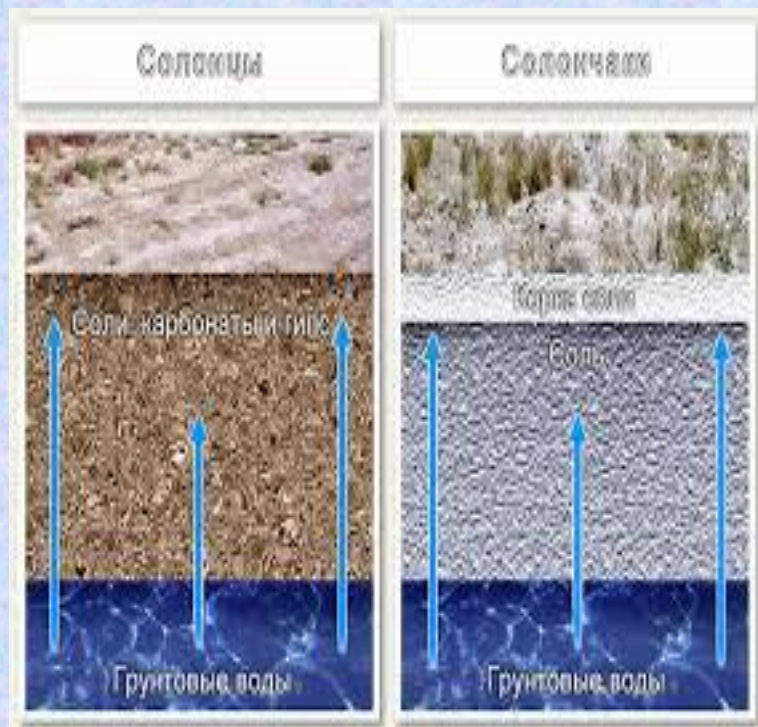 Солонцы
Солончаки
Соли, карбонаты и гипс
Корка соли
Соль
Грунтовые воды
Грунтовые воды